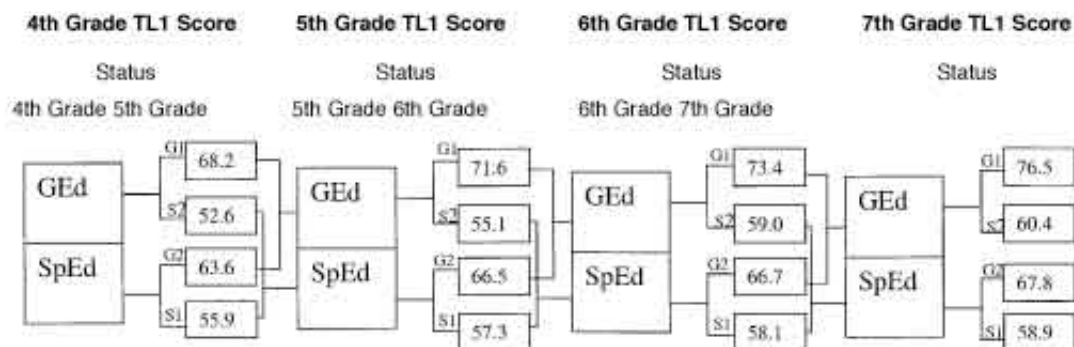 4th Grade TL1 Score 5th Grade TL1 Score 6th Grade TL1 Score 7th Grade TL1 Score
Status Status Status Status
4th Grade 5th Grade 5th Grade 6th Grade 6th Grade 7th Grade
G1 68.2 G1 71.6 G1 73.4 G1 76.5
GEd GEd GEd GEd
S2 52.6 S2 55.1 S2 59.0 S2 60.4
SpEd SpEd SpEd SpEd
G2 63.6 G2 66.5 G2 66.7 G2 67.8
S1 55.9 S1 57.3 S1 58.1 S1 58.9